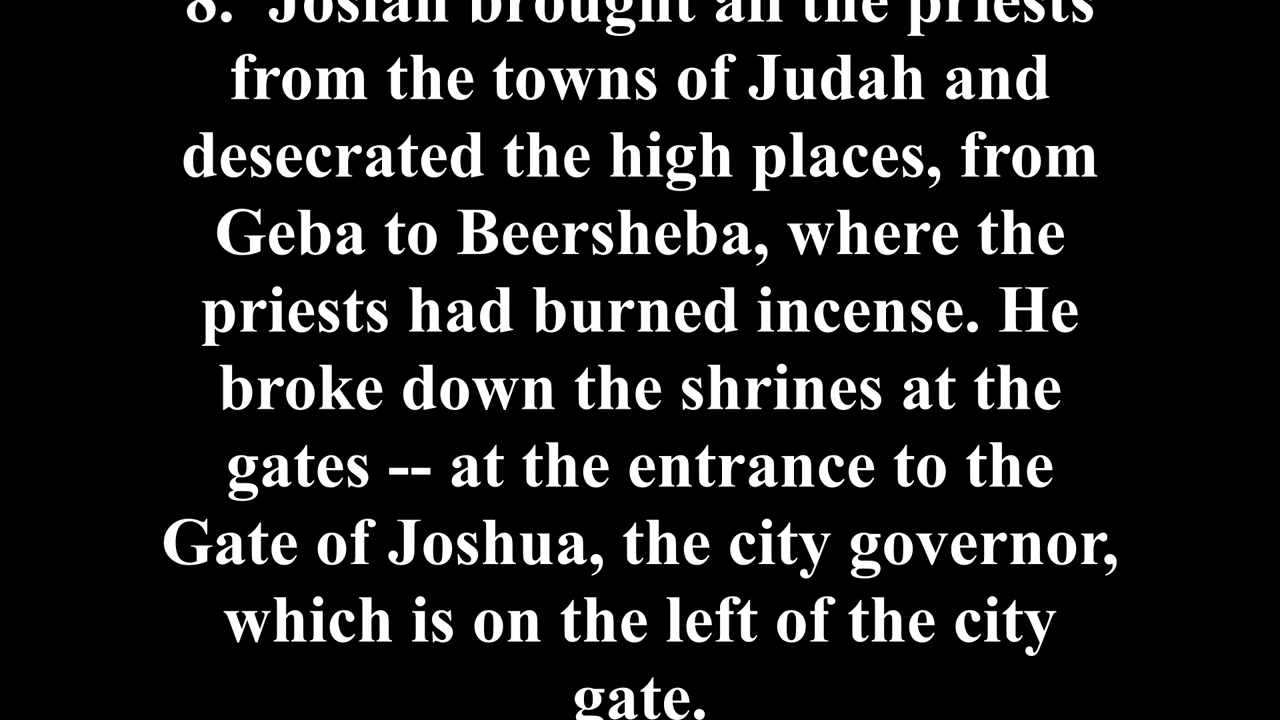 8. Josiah brought all the priests
from the towns of Judah and
desecrated the high places, from
Geba to Beersheba, where the
priests had burned incense. He
broke down the shrines at the
gates -- at the entrance to the
Gate of Joshua, the city governor,
which is on the left of the city
gate.